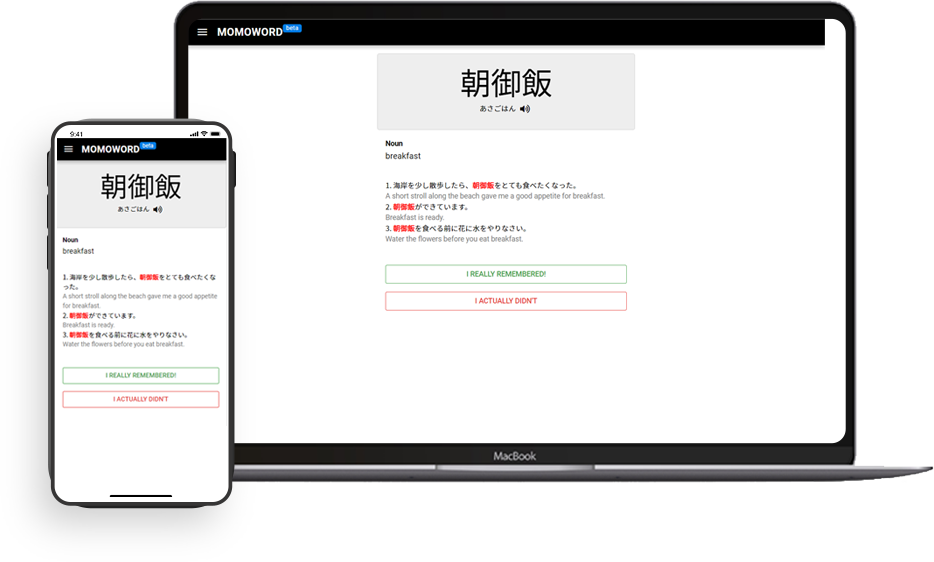 MOMOWORD beta
朝御飯
あさごはん
Noun
breakfast
1. 海岸を少し散歩したら、朝御飯をとても食べたくなった。
A short stroll along the beach gave me a good appetite for breakfast.
2. 朝御飯ができています。
Breakfast is ready.
3. 朝御飯を食べる前に花に水をやりなさい。
Water the flowers before you eat breakfast.
I REALLY REMEMBERED!
I ACTUALLY DIDN'T
MacBook
9:41
MOMOWORD beta
朝御飯
あさごはん
Noun
breakfast
1. 海岸を少し散歩したら、朝御飯をとても食べたくな
った。
A short stroll along the beach gave me a good appetite
for breakfast.
2. 朝御飯ができています。
Breakfast is ready.
3. 朝御飯を食べる前に花に水をやりなさい。
Water the flowers before you eat breakfast.
I REALLY REMEMBERED!
I ACTUALLY DIDN'T